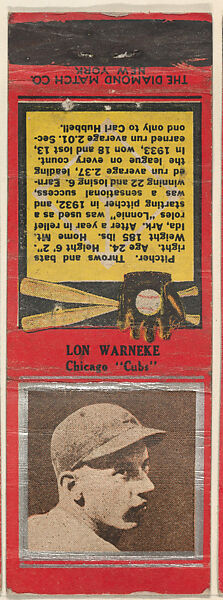 THE DIAMOND MATCH CO.
NEW YORK
Pitcher. Throws and bats
right. Age 24. Height 6' 2".
Weight 185 lbs. Home Mt.
Ida, Ark. After a year in relief
roles, "Lonnie" was used as a
starting pitcher in 1932 and
was a sensational success,
winning 22 and losing 6. Earn-
ed run average 2.37, leading
the league on every count.
In 1933, won 18 and lost 13,
earned run average 2.01. Sec-
ond only to Carl Hubbell.
LON WARNEKE
Chicago "Cubs"